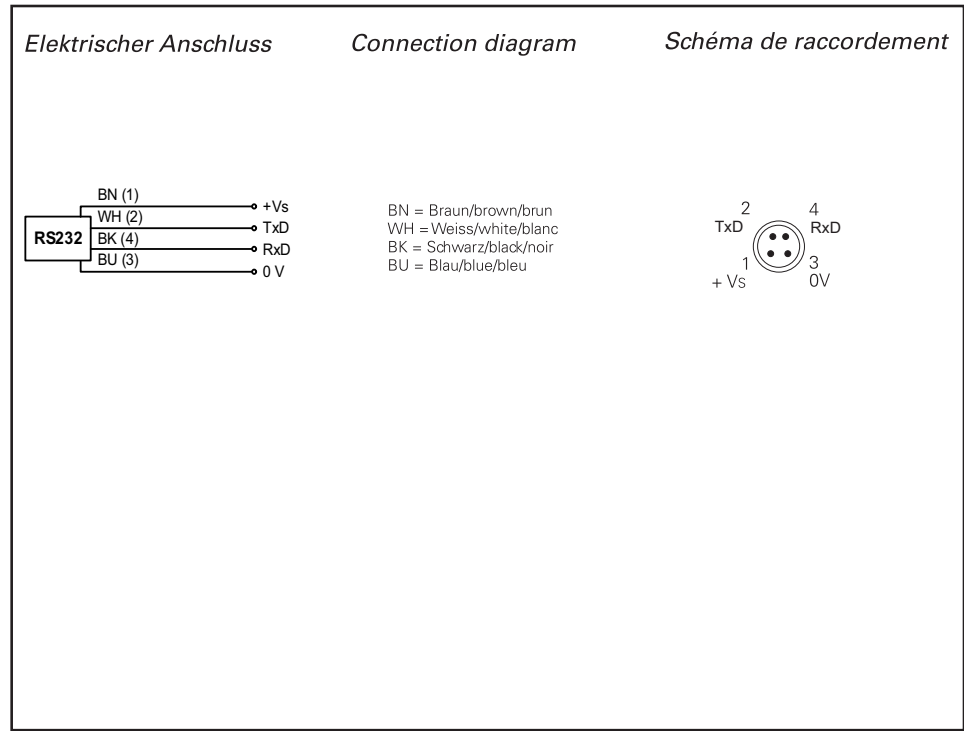 Elektrischer Anschluss
Connection diagram
Schéma de raccordement
RS232
BN (1)
WH (2)
BK (4)
BU (3)
+Vs
TxD
RxD
0 V
BN = Braun/brown/brun
WH = Weiss/white/blanc
BK = Schwarz/black/noir
BU = Blau/blue/bleu
2
TxD
4
RxD
1
+ Vs
3
0V